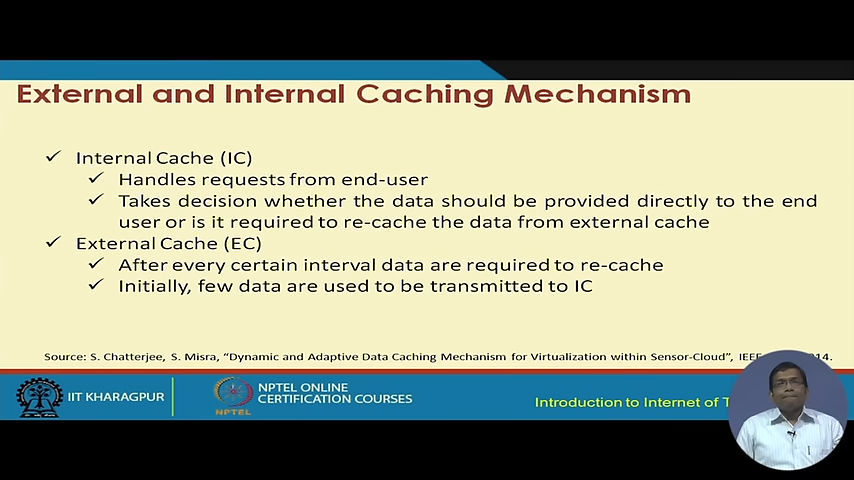 External and Internal Caching Mechanism
✓ Internal Cache (IC)
✓ Handles requests from end-user
✓ Takes decision whether the data should be provided directly to the end
user or is it required to re-cache the data from external cache
✓ External Cache (EC)
✓ After every certain interval data are required to re-cache
✓ Initially, few data are used to be transmitted to IC
Source: S. Chatterjee, S. Misra, “Dynamic and Adaptive Data Caching Mechanism for Virtualization within Sensor-Cloud”, IEEE
IIT KHARAGPUR
NPTEL
NPTEL ONLINE
CERTIFICATION COURSES
Introduction to Internet of